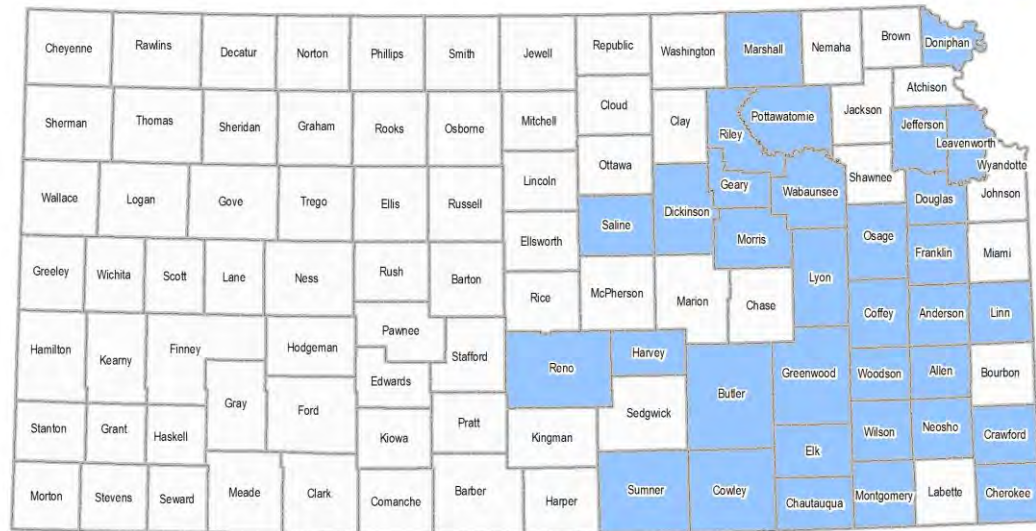 Cheyenne
Rawlins
Decatur
Norton
Phillips
Smith
Jewell
Republic
Washington
Marshall
Nemaha
Brown
Doniphan
Sherman
Thomas
Sheridan
Graham
Rooks
Osborne
Mitchell
Cloud
Clay
Riley
Pottawatomie
Jackson
Atchison
Jefferson
Leavenworth
Wyandotte
Wallace
Logan
Gove
Trego
Ellis
Russell
Lincoln
Ottawa
Saline
Dickinson
Geary
Wabaunsee
Shawnee
Douglas
Johnson
Greeley
Wichita
Scott
Lane
Ness
Rush
Barton
Ellsworth
Rice
McPherson
Marion
Morris
Chase
Lyon
Osage
Franklin
Miami
Hamilton
Kearny
Finney
Hodgeman
Pawnee
Edwards
Stafford
Reno
Harvey
Butler
Greenwood
Coffey
Anderson
Linn
Woodson
Allen
Bourbon
Stanton
Grant
Haskell
Gray
Ford
Kiowa
Pratt
Kingman
Sedgwick
Elk
Wilson
Neosho
Crawford
Morton
Stevens
Seward
Meade
Clark
Comanche
Barber
Harper
Sumner
Cowley
Chautauqua
Montgomery
Labette
Cherokee